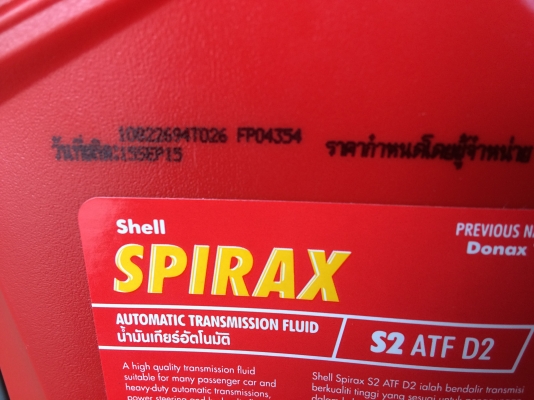 10022694T026 FP04354
วันที่ผลิต:15SEP15 ราคากำหนดโดยผู้จำหน่าย
Shell
SPIRAX
PREVIOUS
Donax
AUTOMATIC TRANSMISSION FLUID
น้ำมันเกียร์อัตโนมัติ
S2 ATF D2
A high quality transmission fluid
suitable for many passenger car and
heavy-duty automatic transmissions,
power steering and
Shell Spirax S2 ATF D2 ialah bendalir transmisi
berkualiti tinggi yang sesuai untuk